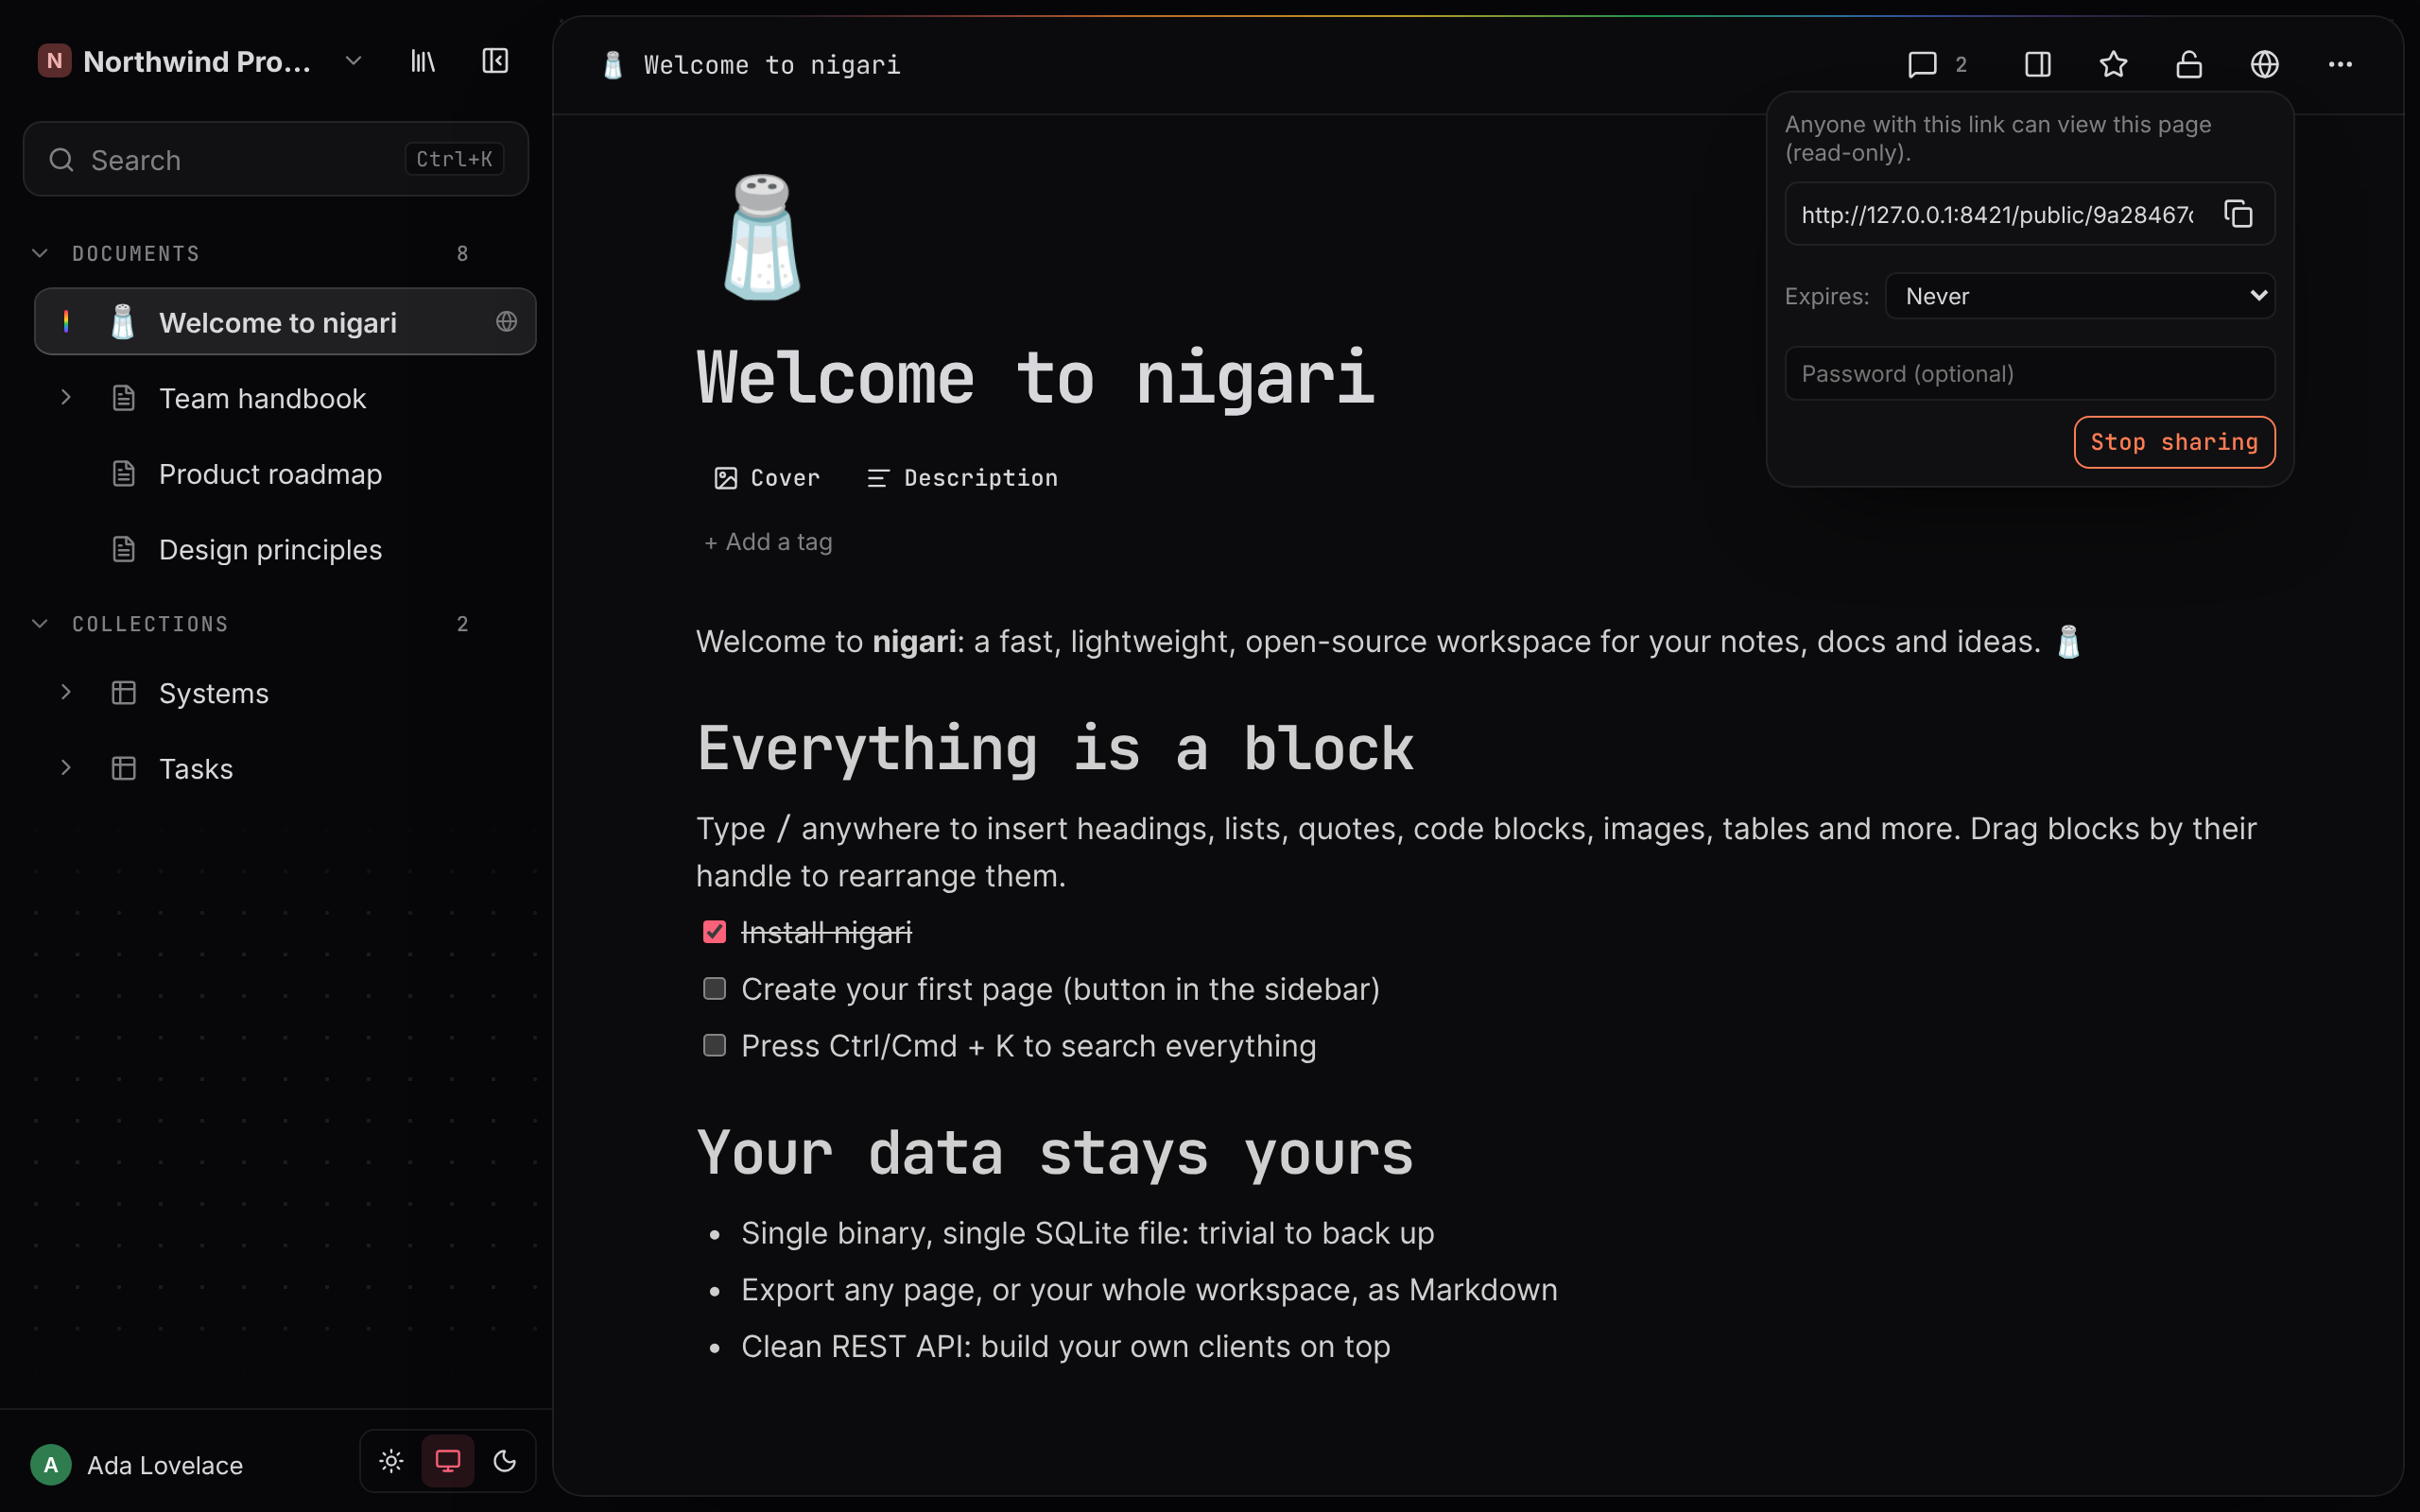 N Northwind Pro...
Search Ctrl+K
DOCUMENTS 8
Welcome to nigari
Team handbook
Product roadmap
Design principles
COLLECTIONS 2
Systems
Tasks
A Ada Lovelace
Welcome to nigari
2
Anyone with this link can view this page
(read-only).
http://127.0.0.1:8421/public/9a28467
Expires: Never
Password (optional)
Stop sharing
Welcome to nigari
Cover Description
+ Add a tag
Welcome to nigari: a fast, lightweight, open-source workspace for your notes, docs and ideas.
Everything is a block
Type / anywhere to insert headings, lists, quotes, code blocks, images, tables and more. Drag blocks by their
handle to rearrange them.
Install nigari
Create your first page (button in the sidebar)
Press Ctrl/Cmd + K to search everything
Your data stays yours
• Single binary, single SQLite file: trivial to back up
• Export any page, or your whole workspace, as Markdown
• Clean REST API: build your own clients on top